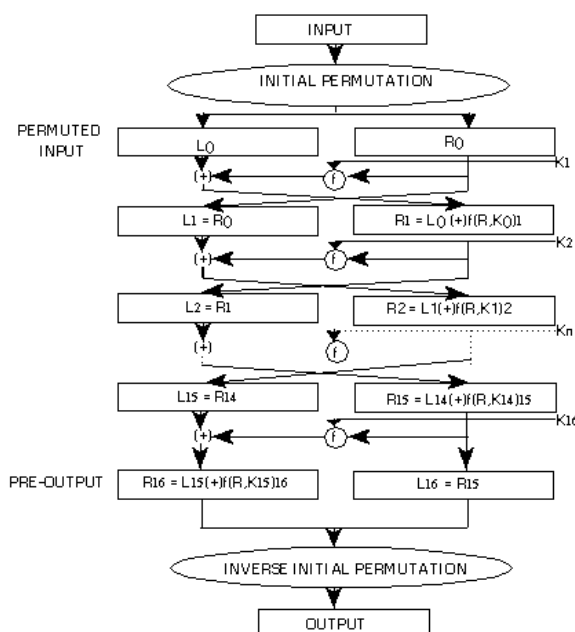 INPUT
INITIAL PERMUTATION
PERMUTED
INPUT
L0
R0
K1
(+)
f
L1 = R0
R1 = L0 (+)f(R,K0)1
K2
(+)
f
L2 = R1
R2 = L1(+)f(R,K1)2
Kn
(+)
f
L15 = R14
R15 = L14(+)f(R,K14)15
K16
(+)
f
PRE-OUTPUT
R16 = L15(+)f(R,K15)16
L16 = R15
INVERSE INITIAL PERMUTATION
OUTPUT